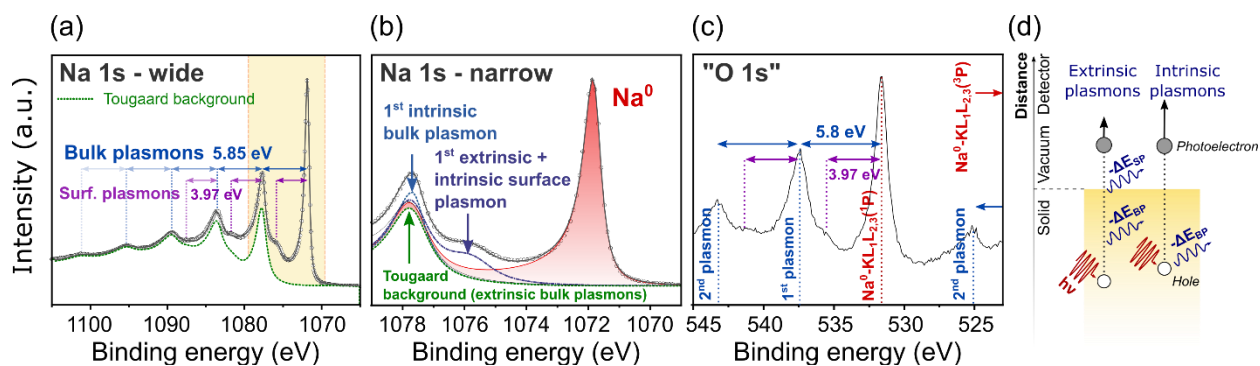 (a)
Na 1s - wide
Tougaard background
Bulk plasmons 5.85 eV
Surf. plasmons 3.97 eV
Intensity (a.u.)
1100 1090 1080 1070
Binding energy (eV)
(b)
Na 1s - narrow
Na⁰
1st intrinsic
bulk plasmon
1st extrinsic +
intrinsic surface
plasmon
Tougaard
background (extrinsic bulk plasmons)
1078 1076 1074 1072 1070
Binding energy (eV)
(c)
"O 1s"
5.8 eV
3.97 eV
2nd plasmon
1st plasmon
Na⁰-KL₁L₂,₃(¹P)
Na⁰-KL₁L₂,₃(³P)
2nd plasmon
545 540 535 530 525
Binding energy (eV)
(d)
Distance
Detector
Vacuum
Solid
Extrinsic
plasmons
Intrinsic
plasmons
Photoelectron
-ΔE_SP
-ΔE_BP
-ΔE_BP
hν
Hole